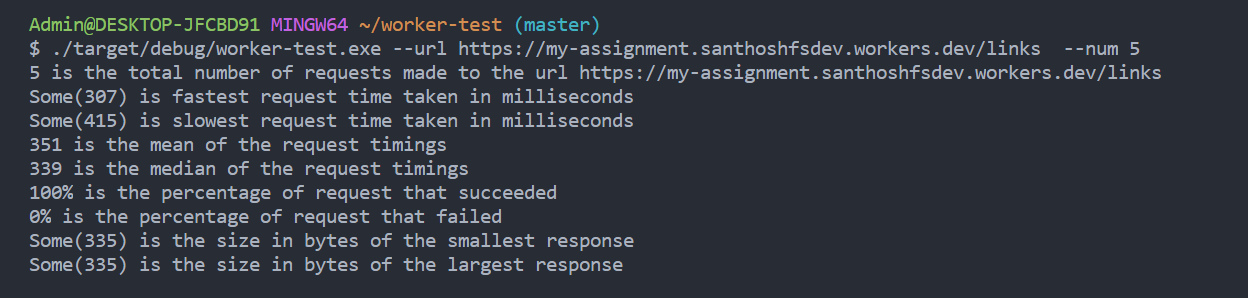 Admin@DESKTOP-JFCBD91 MINGW64 ~/worker-test (master)
$ ./target/debug/worker-test.exe --url https://my-assignment.santhoshfsdev.workers.dev/links  --num 5
5 is the total number of requests made to the url https://my-assignment.santhoshfsdev.workers.dev/links
Some(307) is fastest request time taken in milliseconds
Some(415) is slowest request time taken in milliseconds
351 is the mean of the request timings
339 is the median of the request timings
100% is the percentage of request that succeeded
0% is the percentage of request that failed
Some(335) is the size in bytes of the smallest response
Some(335) is the size in bytes of the largest response